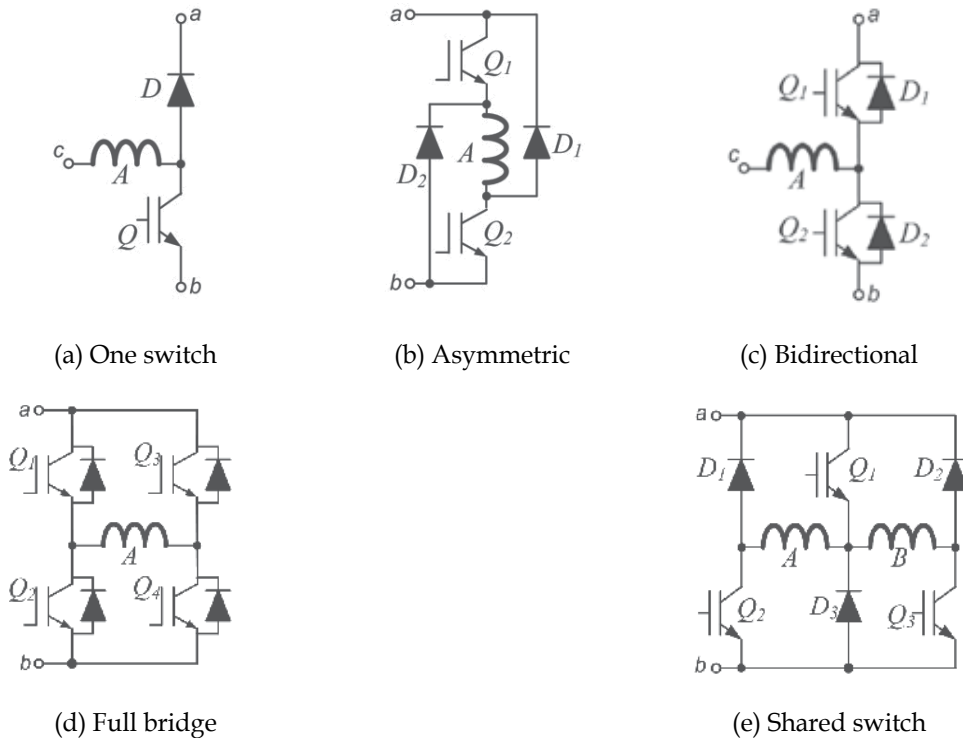 a
D
c
A
Q
b
(a) One switch
a
Q1
A
D1
D2
Q2
b
(b) Asymmetric
a
Q1
D1
c
A
Q2
D2
b
(c) Bidirectional
a
Q1
Q3
A
Q2
Q4
b
(d) Full bridge
a
D1
Q1
D2
A
B
Q2
D3
Q3
b
(e) Shared switch